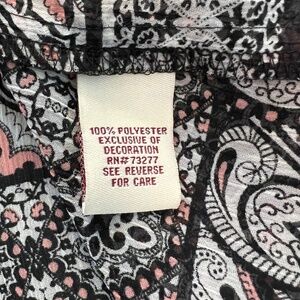 100% POLYESTER
EXCLUSIVE OF
DECORATION
RN#73277
SEE REVERSE
FOR CARE